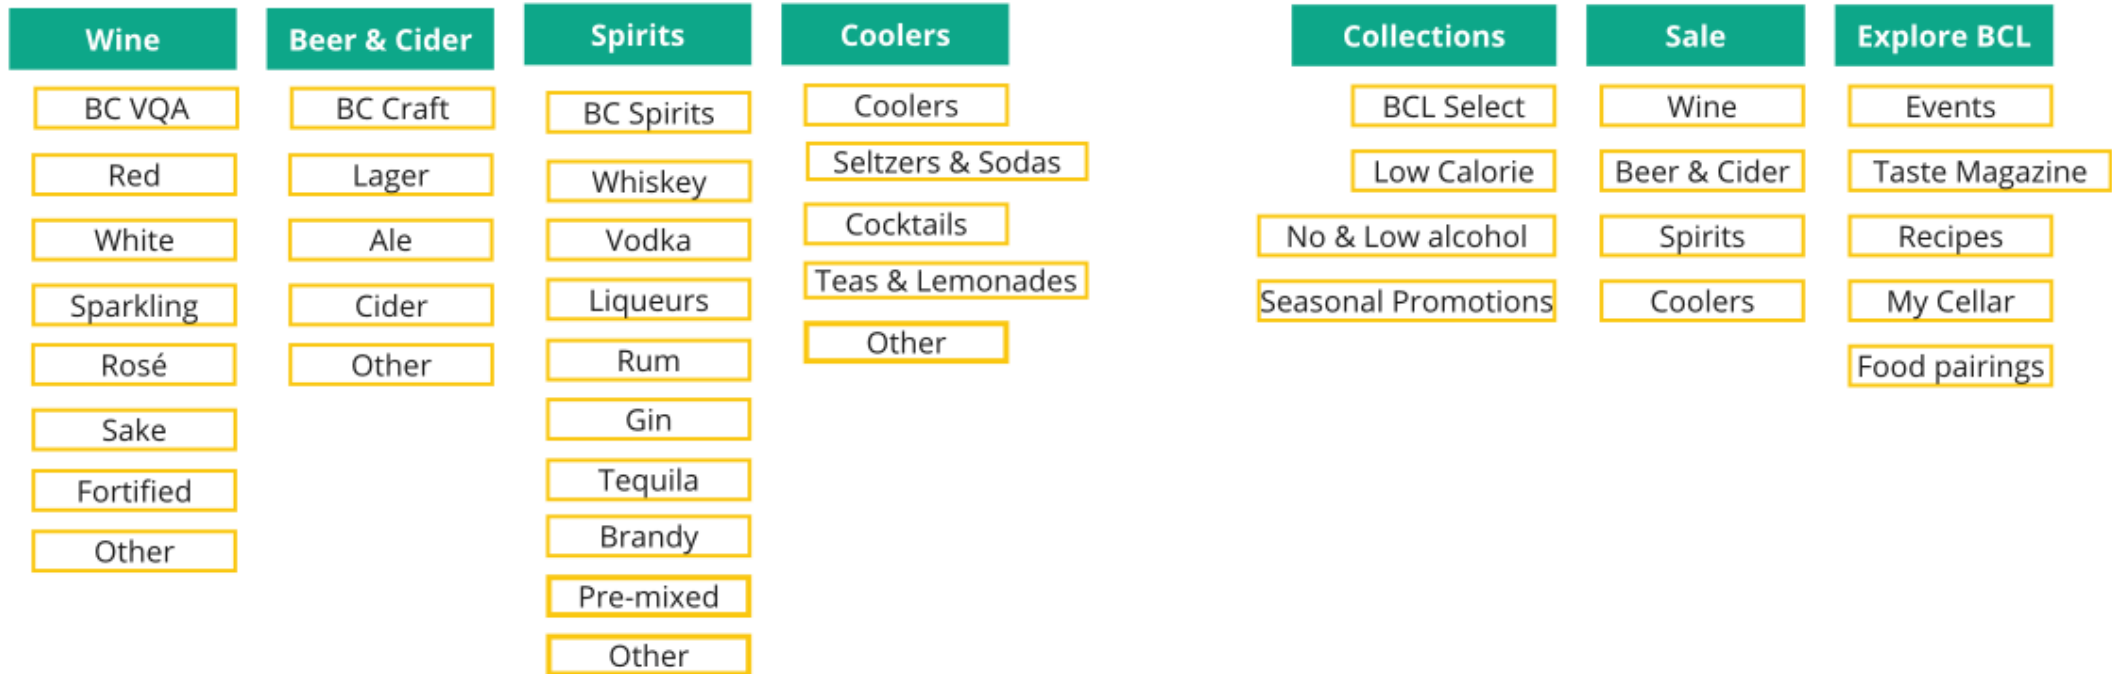 Wine
BC VQA
Red
White
Sparkling
Rosé
Sake
Fortified
Other
Beer & Cider
BC Craft
Lager
Ale
Cider
Other
Spirits
BC Spirits
Whiskey
Vodka
Liqueurs
Rum
Gin
Tequila
Brandy
Pre-mixed
Other
Coolers
Coolers
Seltzers & Sodas
Cocktails
Teas & Lemonades
Other
Collections
BCL Select
Low Calorie
No & Low alcohol
Seasonal Promotions
Sale
Wine
Beer & Cider
Spirits
Coolers
Explore BCL
Events
Taste Magazine
Recipes
My Cellar
Food pairings